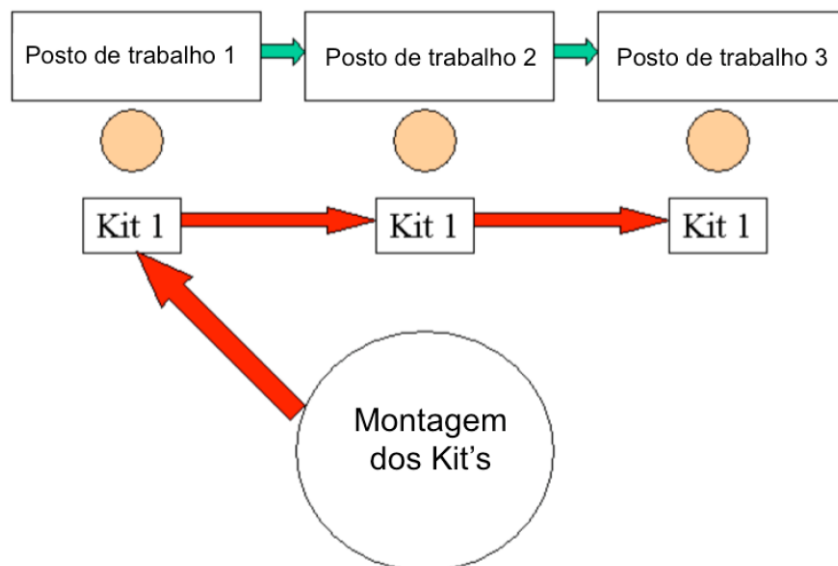 Posto de trabalho 1
Posto de trabalho 2
Posto de trabalho 3
Kit 1
Kit 1
Kit 1
Montagem
dos Kit's